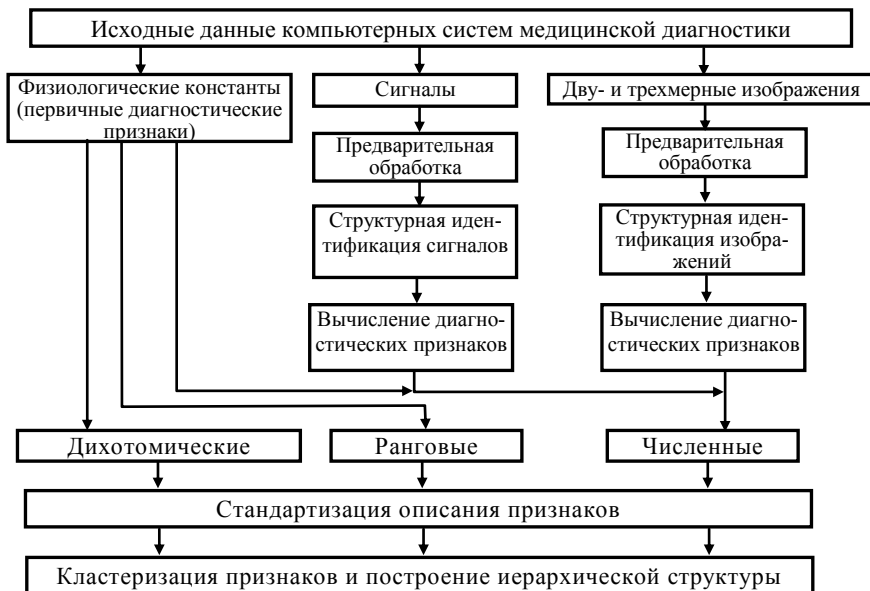 Исходные данные компьютерных систем медицинской диагностики
Физиологические константы
(первичные диагностические
признаки)
Сигналы
Дву- и трехмерные изображения
Предварительная
обработка
Предварительная
обработка
Структурная иден-
тификация сигналов
Структурная иден-
тификация изобра-
жений
Вычисление диагно-
стических признаков
Вычисление диагно-
стических признаков
Дихотомические
Ранговые
Численные
Стандартизация описания признаков
Кластеризация признаков и построение иерархической структуры